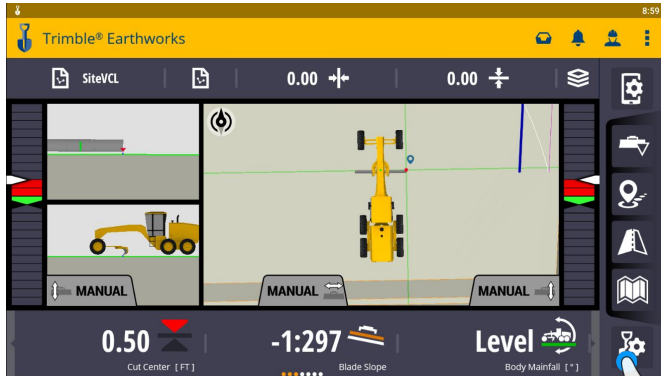 8:59
Trimble® Earthworks
SiteVCL
0.00
0.00
MANUAL
MANUAL
MANUAL
0.50
Cut Center [ FT ]
-1:297
Blade Slope
Level
Body Mainfall [ ° ]